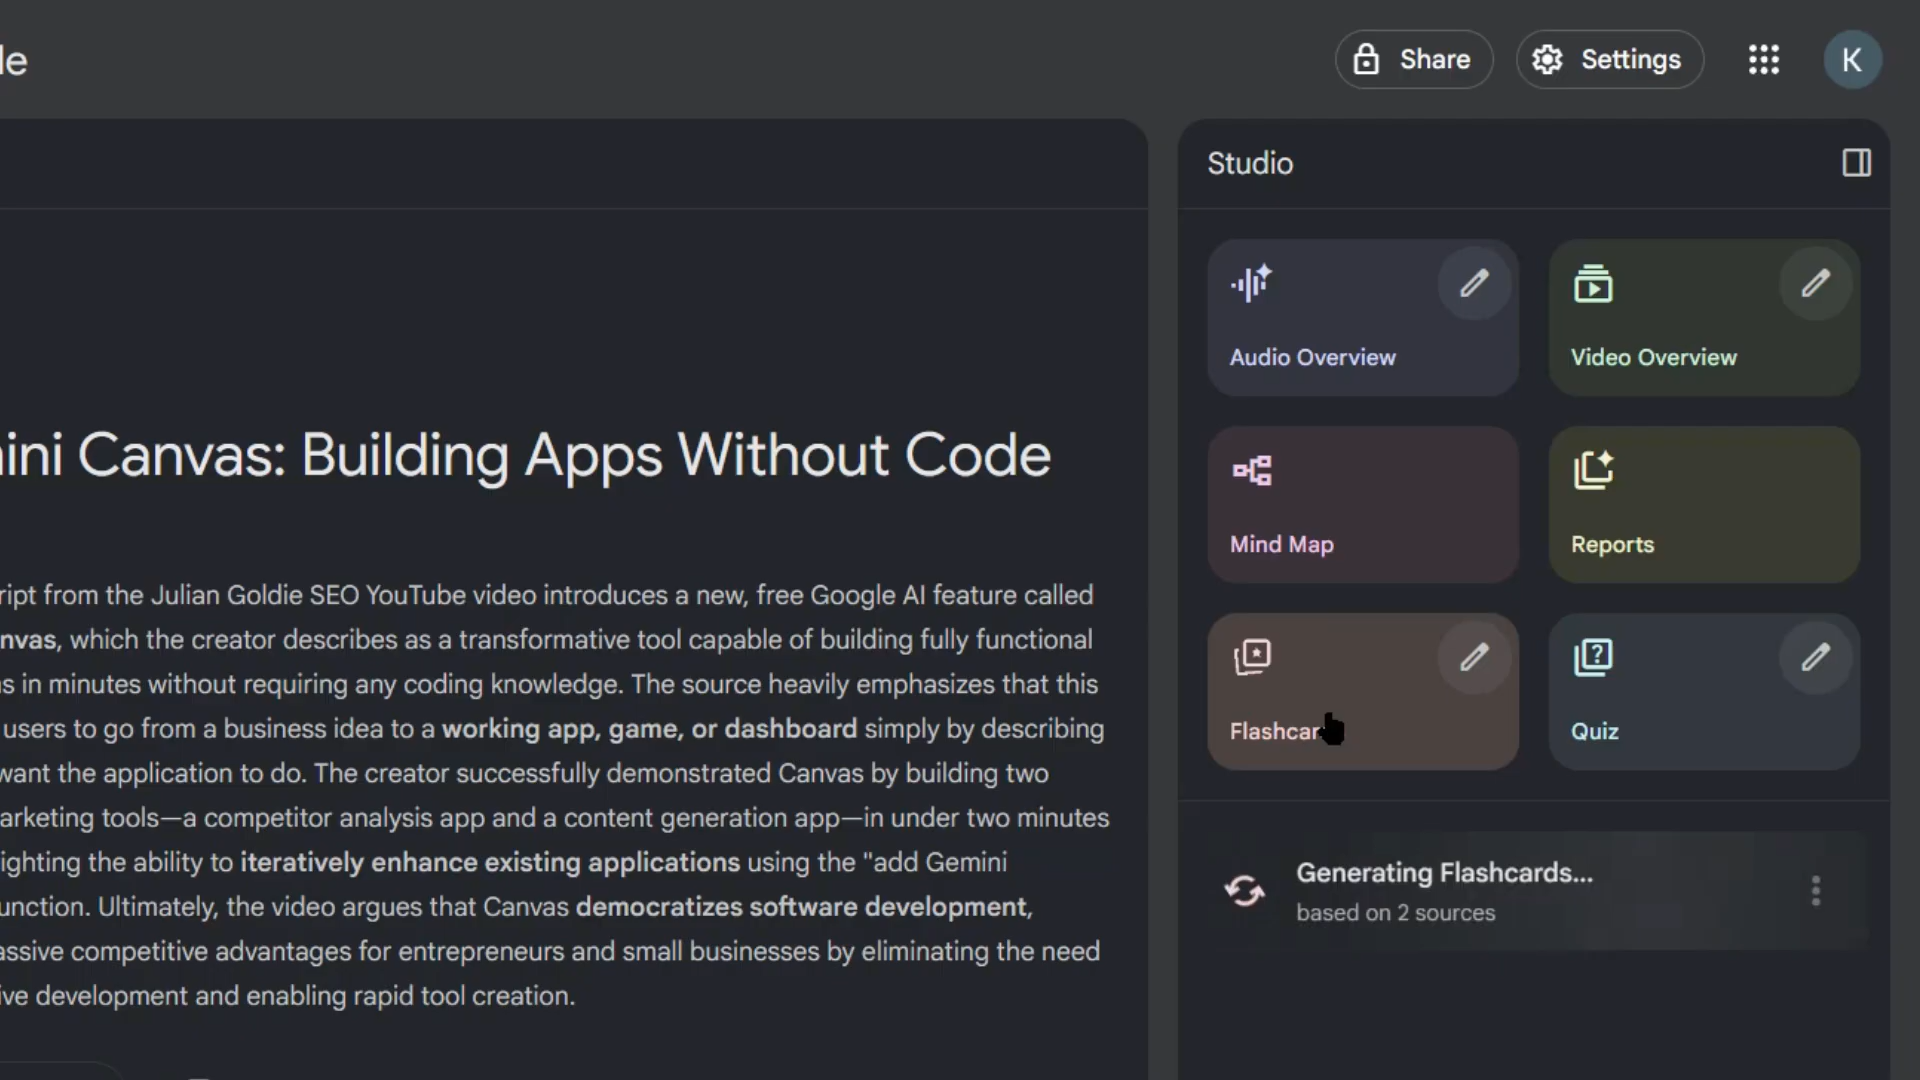 le
Share
Settings
K
Studio
Audio Overview
Video Overview
ini Canvas: Building Apps Without Code
Mind Map
Reports
ript from the Julian Goldie SEO YouTube video introduces a new, free Google AI feature called
nvas, which the creator describes as a transformative tool capable of building fully functional
s in minutes without requiring any coding knowledge. The source heavily emphasizes that this
users to go from a business idea to a working app, game, or dashboard simply by describing
want the application to do. The creator successfully demonstrated Canvas by building two
arketing tools—a competitor analysis app and a content generation app—in under two minutes
ighting the ability to iteratively enhance existing applications using the "add Gemini
unction. Ultimately, the video argues that Canvas democratizes software development,
assive competitive advantages for entrepreneurs and small businesses by eliminating the need
ive development and enabling rapid tool creation.
Flashcar
Quiz
Generating Flashcards...
based on 2 sources